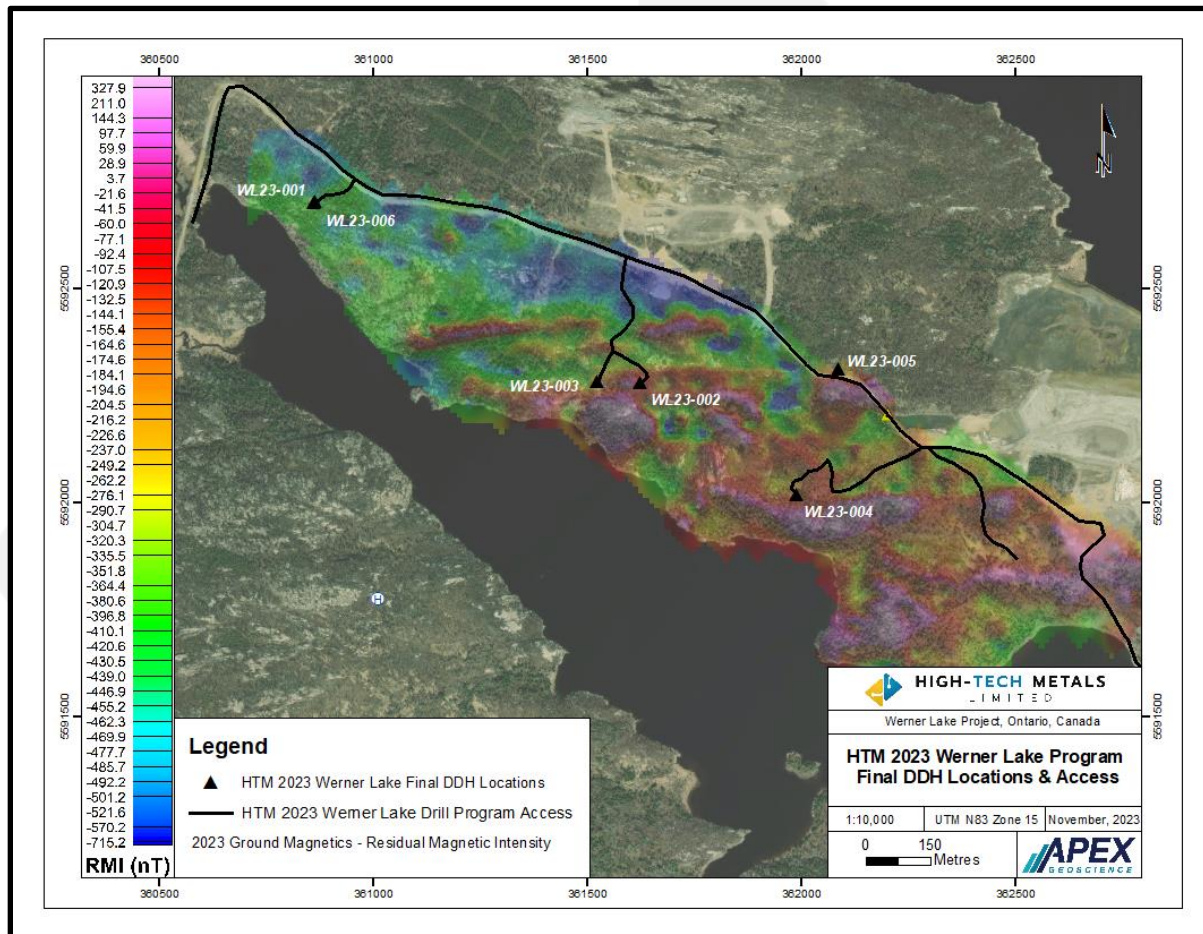 360500 361000 361500 362000 362500
327.9
211.0
144.3
97.7
59.9
28.9
3.7
-21.6
-41.5
-60.0
-77.1
-92.4
-107.5
-120.9
-132.5
-144.1
-155.4
-164.6
-174.6
-184.1
-194.6
-204.5
-216.2
-226.6
-237.0
-249.2
-262.2
-276.1
-290.7
-304.7
-320.3
-335.5
-351.8
-364.4
-380.6
-396.8
-410.1
-420.6
-430.5
-439.0
-446.9
-455.2
-462.3
-469.9
-477.7
-485.7
-492.2
-501.2
-521.6
-570.2
-715.2
RMI (nT)
5592500
5592000
5591500
N
WL23-001
WL23-006
WL23-005
WL23-003
WL23-002
WL23-004
H
5592500
5592000
5591500
Legend
HTM 2023 Werner Lake Final DDH Locations
HTM 2023 Werner Lake Drill Program Access
2023 Ground Magnetics - Residual Magnetic Intensity
HIGH-TECH METALS
LIMITED
Werner Lake Project, Ontario, Canada
HTM 2023 Werner Lake Program
Final DDH Locations & Access
1:10,000 UTM N83 Zone 15 November, 2023
0 150
Metres
APEX
GEOSCIENCE
360500 361000 361500 362000 362500